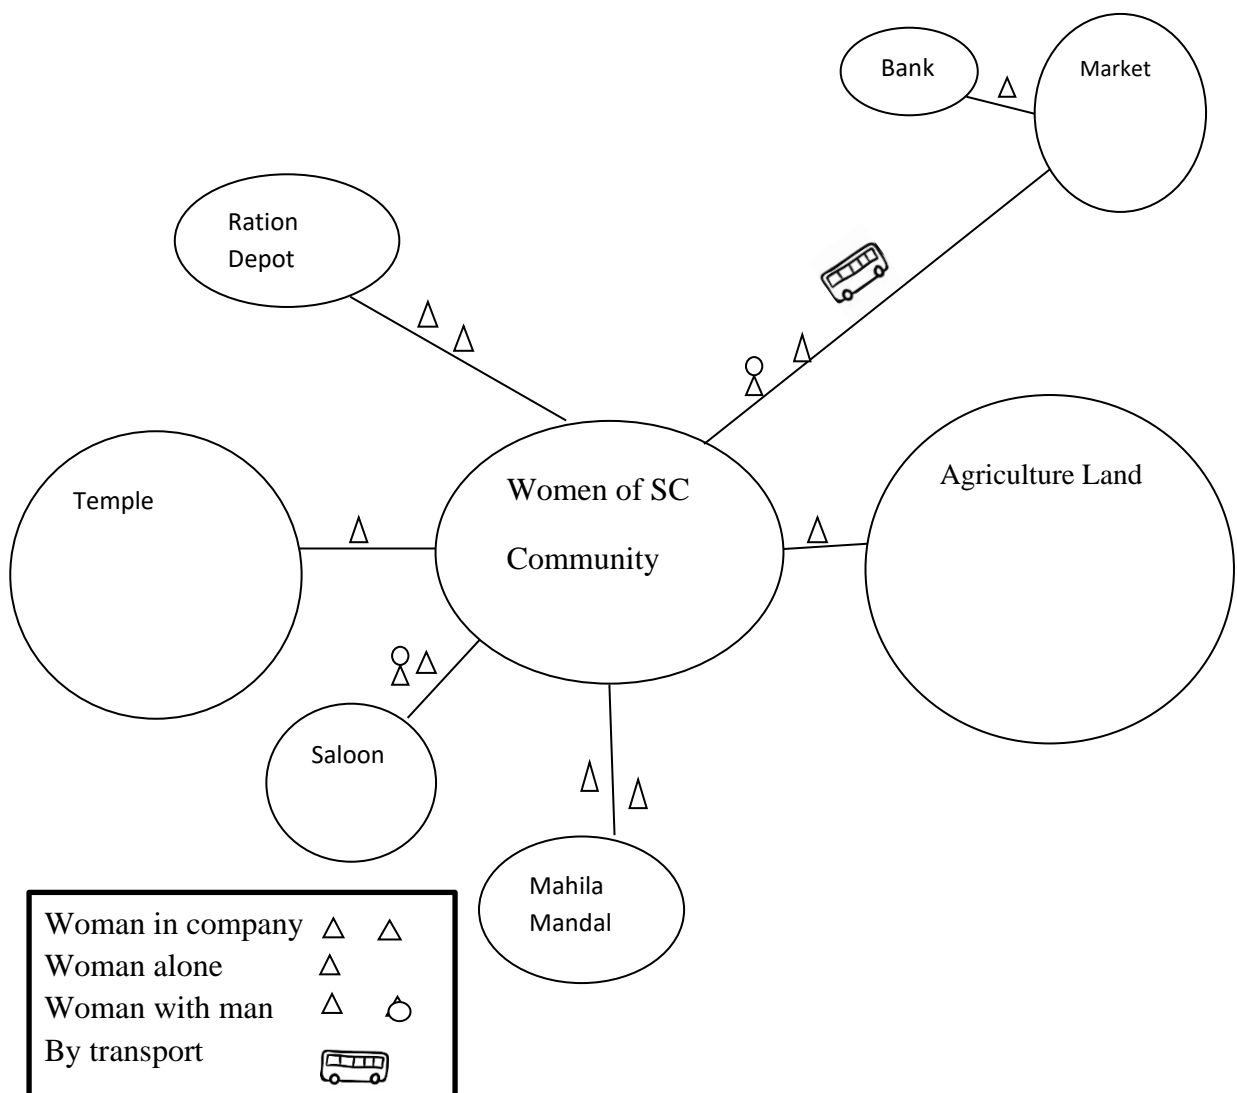 Bank
Market
Ration
Depot
Agriculture Land
Temple
Women of SC
Community
Saloon
Mahila
Mandal
Woman in company
Woman alone
Woman with man
By transport